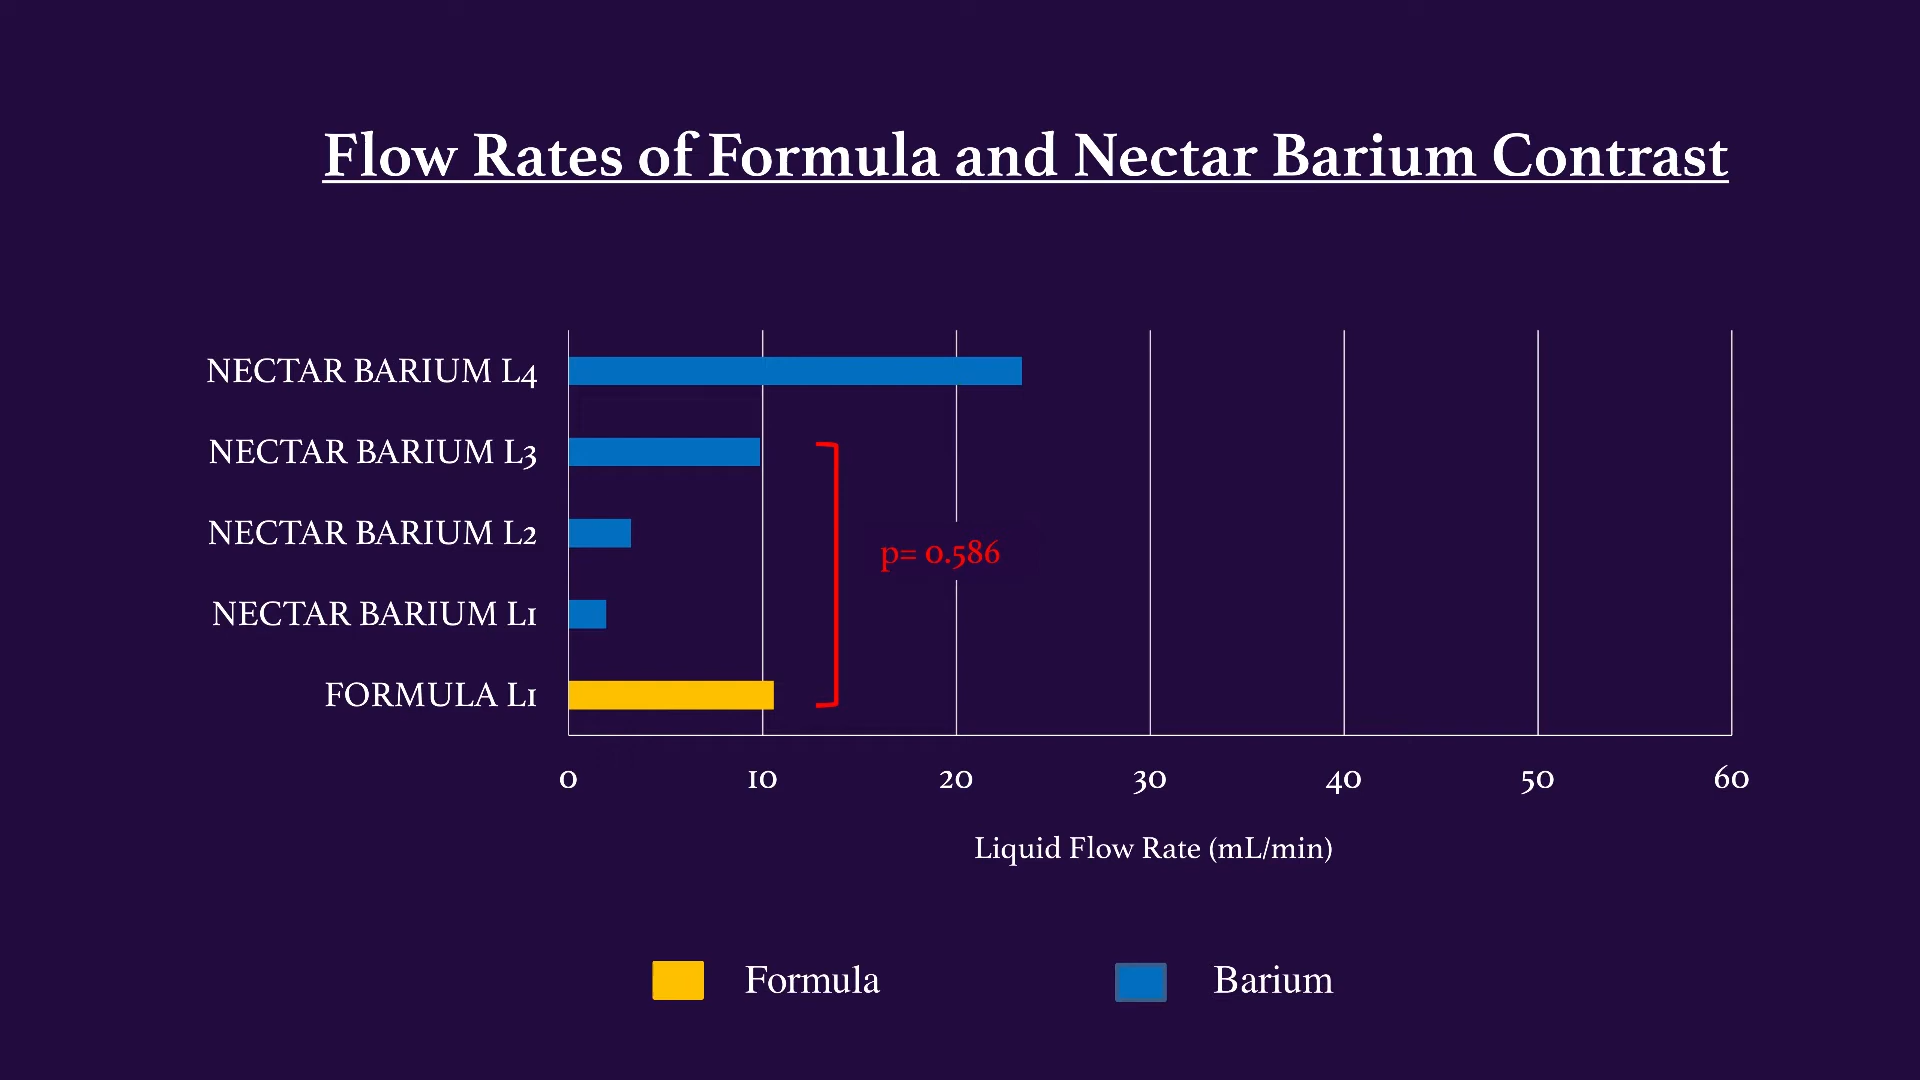 Flow Rates of Formula and Nectar Barium Contrast
NECTAR BARIUM L4
NECTAR BARIUM L3
NECTAR BARIUM L2
p= 0.586
NECTAR BARIUM L1
FORMULA L1
0 10 20 30 40 50 60
Liquid Flow Rate (mL/min)
Formula Barium